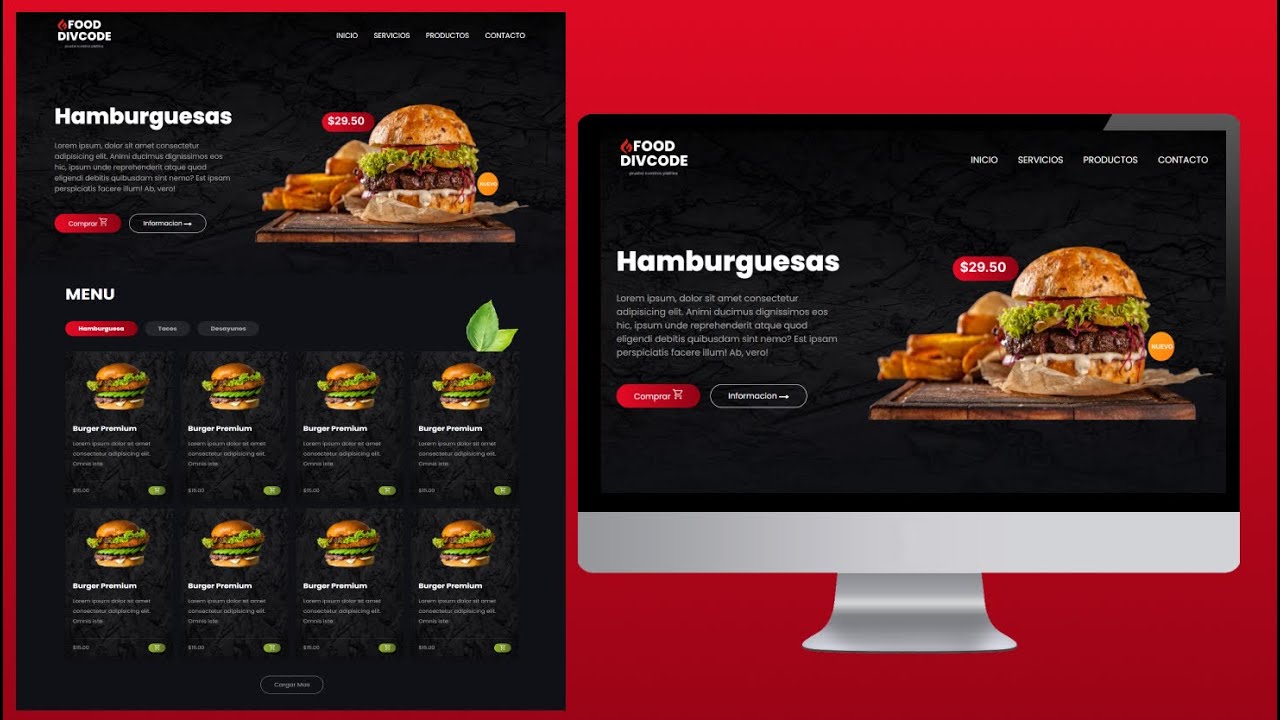 FOOD
DIVCODE
prueba nuestros platillos
INICIO SERVICIOS PRODUCTOS CONTACTO
Hamburguesas
$29.50
Lorem ipsum, dolor sit amet consectetur
adipisicing elit. Animi ducimus dignissimos eos
hic, ipsum unde reprehenderit atque quod
eligendi debitis quibusdam sint nemo? Est ipsam
perspiciatis facere illum! Ab, vero!
NUEVO
Comprar
Informacion
MENU
Hamburguesa Tacos Desayunos
Burger Premium Burger Premium Burger Premium Burger Premium
Lorem ipsum dolor sit amet Lorem ipsum dolor sit amet Lorem ipsum dolor sit amet Lorem ipsum dolor sit amet
consectetur adipisicing elit. consectetur adipisicing elit. consectetur adipisicing elit. consectetur adipisicing elit.
Omnis iste. Omnis iste. Omnis iste. Omnis iste.
$15.00 $15.00 $15.00 $15.00
Burger Premium Burger Premium Burger Premium Burger Premium
Lorem ipsum dolor sit amet Lorem ipsum dolor sit amet Lorem ipsum dolor sit amet Lorem ipsum dolor sit amet
consectetur adipisicing elit. consectetur adipisicing elit. consectetur adipisicing elit. consectetur adipisicing elit.
Omnis iste. Omnis iste. Omnis iste. Omnis iste.
$15.00 $15.00 $15.00 $15.00
Cargar Mas
FOOD
DIVCODE
INICIO SERVICIOS PRODUCTOS CONTACTO
Hamburguesas
$29.50
Lorem ipsum, dolor sit amet consectetur
adipisicing elit. Animi ducimus dignissimos eos
hic, ipsum unde reprehenderit atque quod
eligendi debitis quibusdam sint nemo? Est ipsam
perspiciatis facere illum! Ab, vero!
NUEVO
Comprar
Informacion